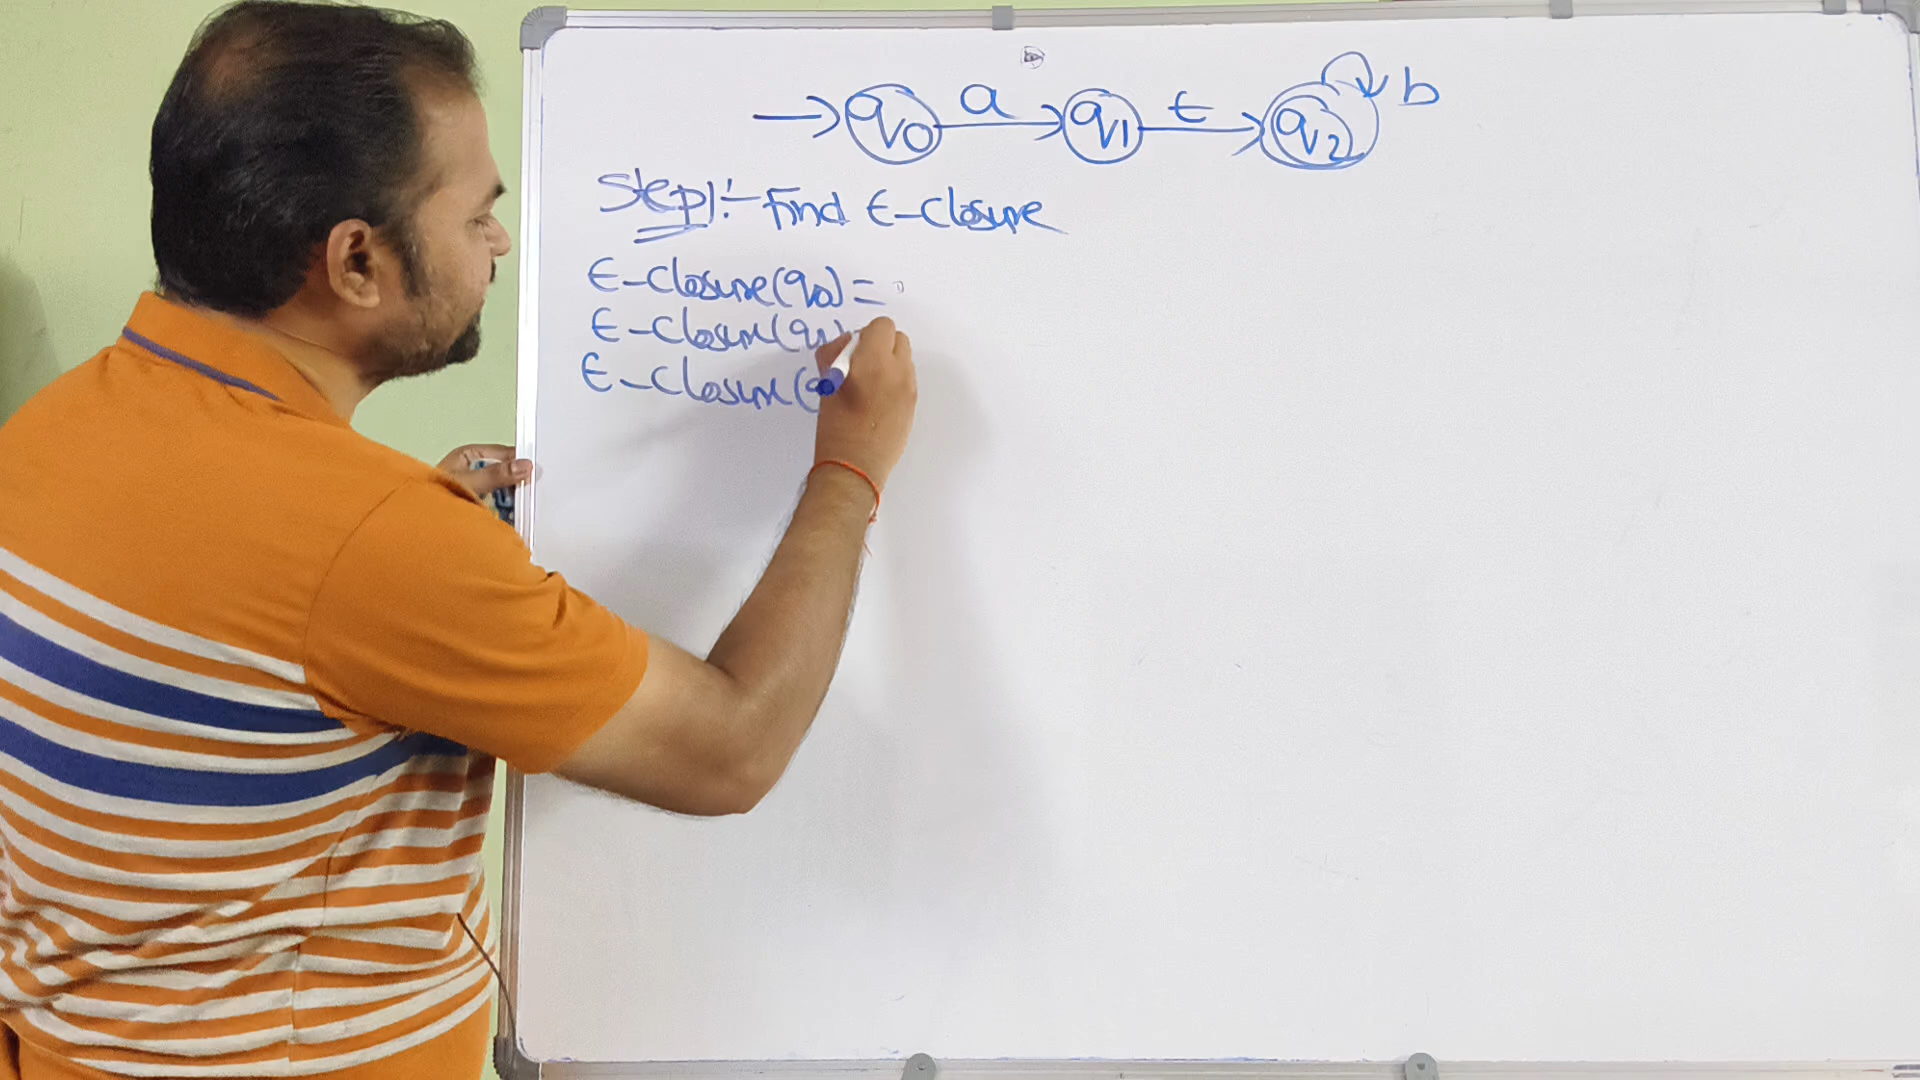 q0 a q1 ε q2 b
Step1:- Find ε-closure
ε-closure(q0) =
ε-closure(q1) =
ε-closure(q